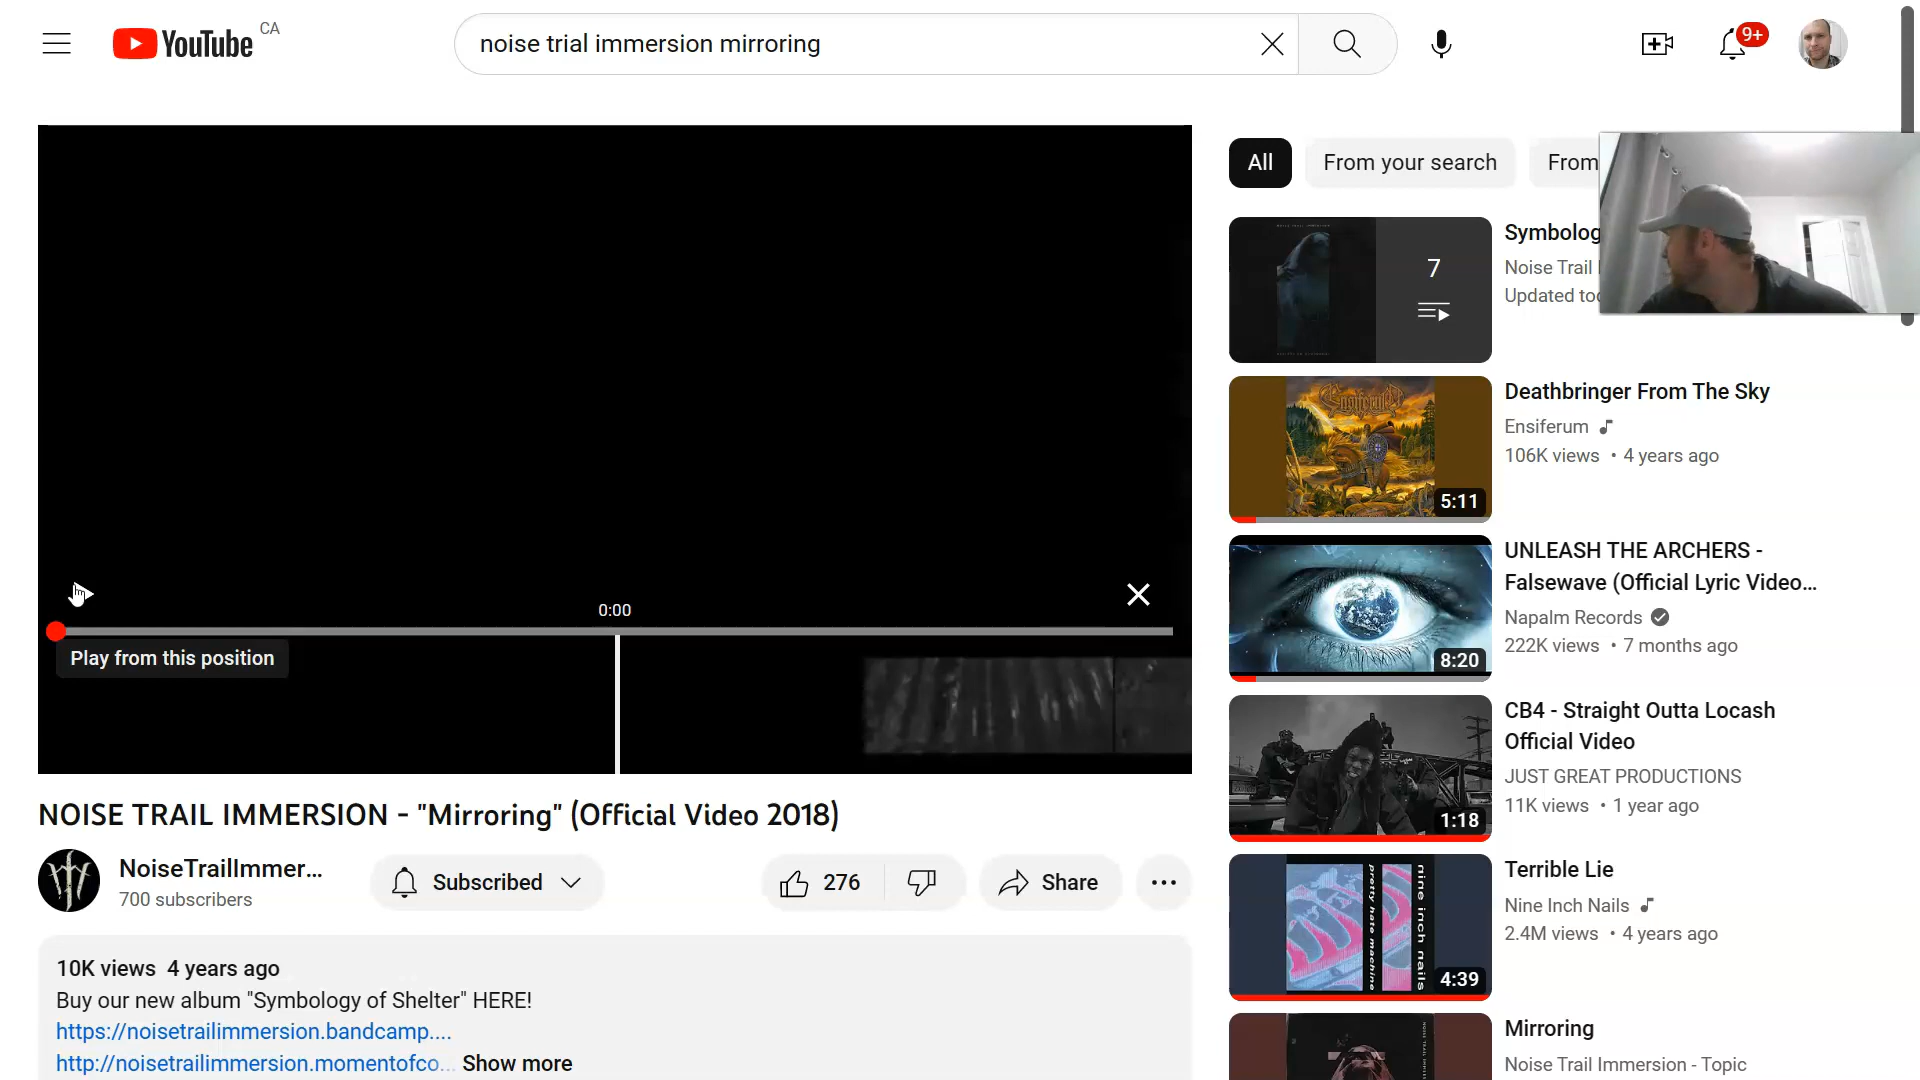 YouTube CA
noise trial immersion mirroring
9+
All
From your search
From
0:00
Play from this position
NOISE TRAIL IMMERSION - "Mirroring" (Official Video 2018)
NoiseTrailImmer...
700 subscribers
Subscribed
276
Share
10K views 4 years ago
Buy our new album "Symbology of Shelter" HERE!
https://noisetrailimmersion.bandcamp....
http://noisetrailimmersion.momentofco... Show more
7
Symbolog
Noise Trail
Updated
Ensiferum
5:11
Deathbringer From The Sky
Ensiferum
106K views • 4 years ago
8:20
UNLEASH THE ARCHERS -
Falsewave (Official Lyric Video...
Napalm Records
222K views • 7 months ago
1:18
CB4 - Straight Outta Locash
Official Video
JUST GREAT PRODUCTIONS
11K views • 1 year ago
pretty hate machine
nine inch nails
4:39
Terrible Lie
Nine Inch Nails
2.4M views • 4 years ago
Mirroring
Noise Trail Immersion - Topic